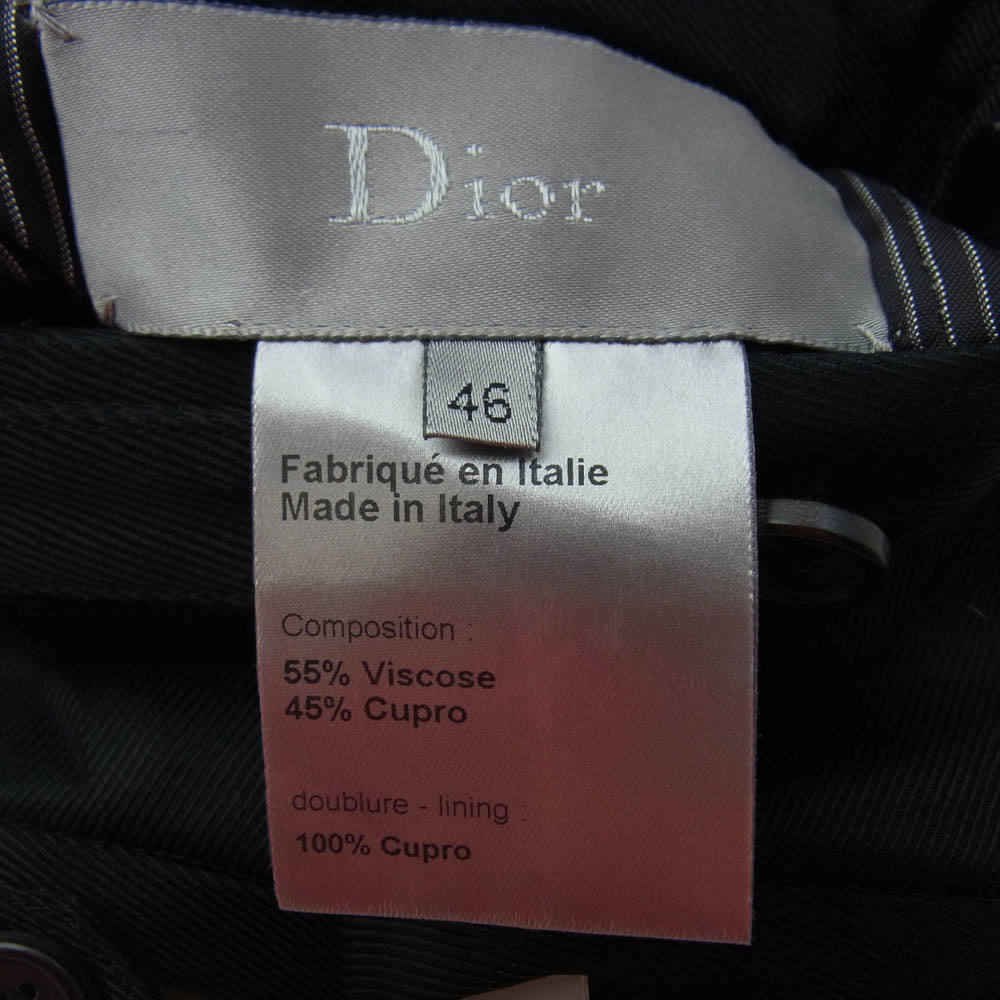 Dior
46
Fabriqué en Italie
Made in Italy
Composition :
55% Viscose
45% Cupro
doublure - lining :
100% Cupro